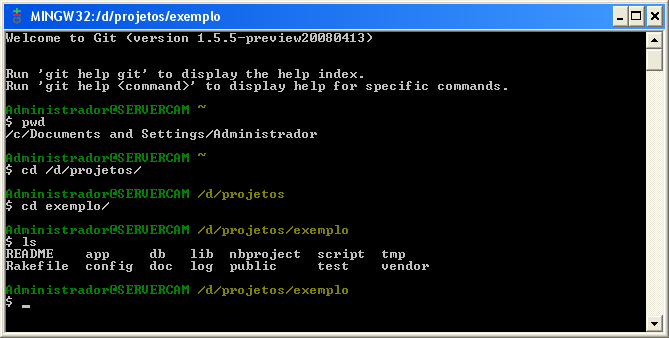 MINGW32:/d/projetos/exemplo
Welcome to Git (version 1.5.5-preview20080413)
Run 'git help git' to display the help index.
Run 'git help <command>' to display help for specific commands.
Administrador@SERVERCAM ~
$ pwd
/c/Documents and Settings/Administrador
Administrador@SERVERCAM ~
$ cd /d/projetos/
Administrador@SERVERCAM /d/projetos
$ cd exemplo/
Administrador@SERVERCAM /d/projetos/exemplo
$ ls
README    app     db   lib  nbproject  script  tmp
Rakefile  config  doc  log  public     test    vendor
Administrador@SERVERCAM /d/projetos/exemplo
$ _